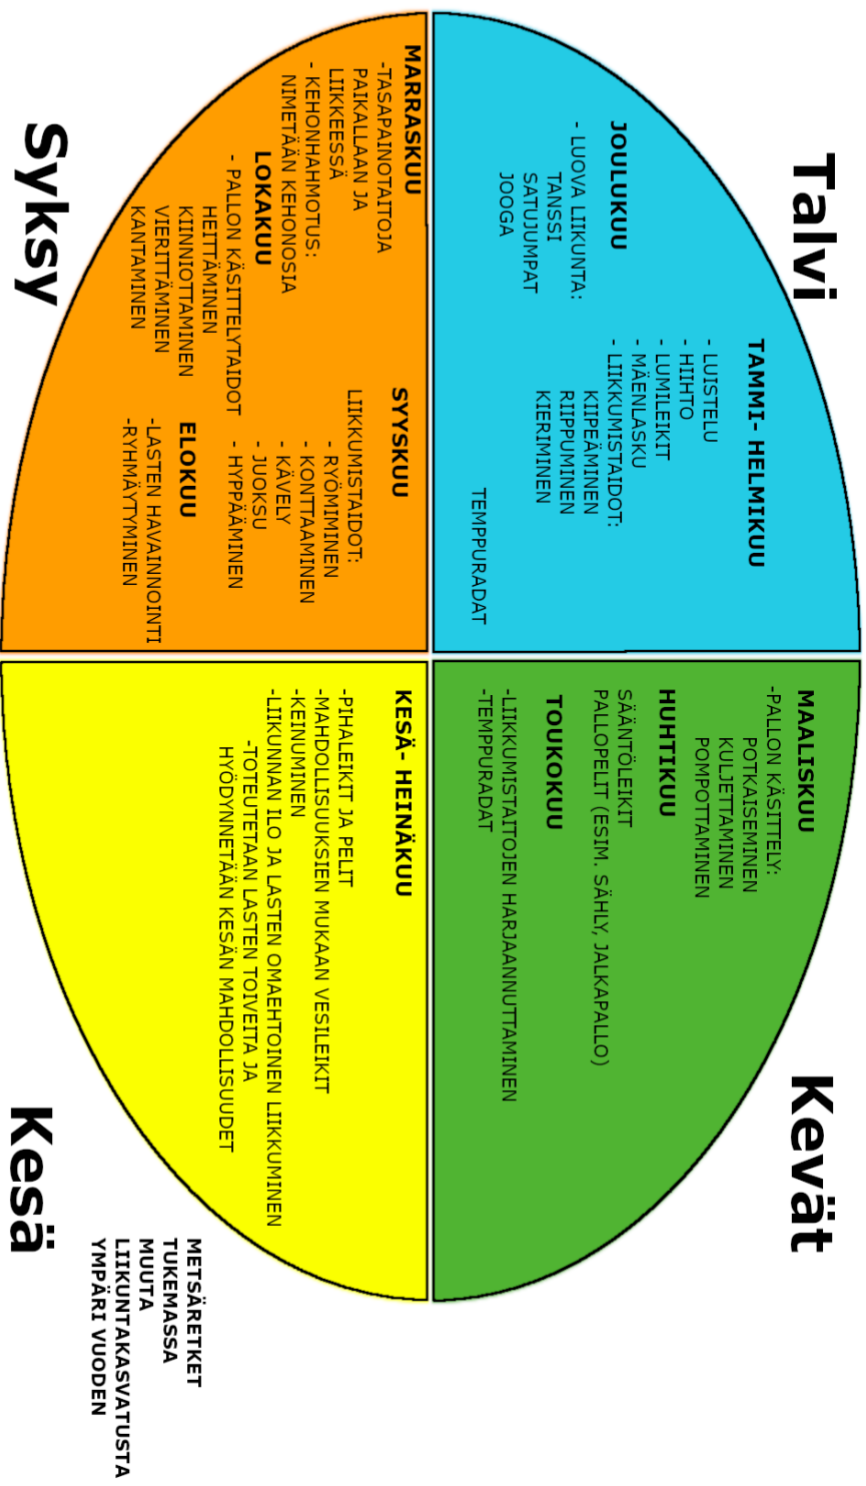 Talvi
TAMMI- HELMIKUU
- LUISTELU
- HIIHTO
- LUMILEIKIT
- MÄENLASKU
- LIIKKUMISTAIDOT:
KIIPEÄMINEN
RIIPPUMINEN
KIERIMINEN
TEMPPURADAT
JOULUKUU
- LUOVA LIIKUNTA:
TANSSI
SATUJUMPAT
JOOGA
Kevät
MAALISKUU
-PALLON KÄSITTELY:
POTKAISEMINEN
KULJETTAMINEN
POMPOTTAMINEN
HUHTIKUU
SÄÄNTÖLEIKIT
PALLOPELIT (ESIM. SÄHLY, JALKAPALLO)
TOUKOKUU
-LIIKKUMISTAITOJEN HARJAANNUTTAMINEN
-TEMPPURADAT
MARRASKUU
-TASAPAINOTAITOJA
PAIKALLAAN JA
LIIKKEESSÄ
- KEHONHAHMOTUS:
NIMETÄÄN KEHONOSIA
LOKAKUU
- PALLON KÄSITTELYTAIDOT
HEITTÄMINEN
KIINNIOTTAMINEN
VIERITTÄMINEN
KANTAMINEN
SYYSKUU
LIIKKUMISTAIDOT:
- RYÖMIMINEN
- KONTTAAMINEN
- KÄVELY
- JUOKSU
- HYPPÄÄMINEN
ELOKUU
-LASTEN HAVAINNOINTI
-RYHMÄYTYMINEN
Syksy
KESÄ- HEINÄKUU
-PIHALEIKIT JA PELIT
-MAHDOLLISUUKSIEN MUKAAN VESILEIKIT
-KEINUMINEN
-LIIKUNNAN ILO JA LASTEN OMAEHTOINEN LIIKKUMINEN
-TOTEUTETAAN LASTEN TOIVEITA JA
HYÖDYNNETÄÄN KESÄN MAHDOLLISUUDET
Kesä
METSÄRETKET
TUKEMASSA
MUUTA
LIIKUNTAKASVATUSTA
YMPÄRI VUODEN